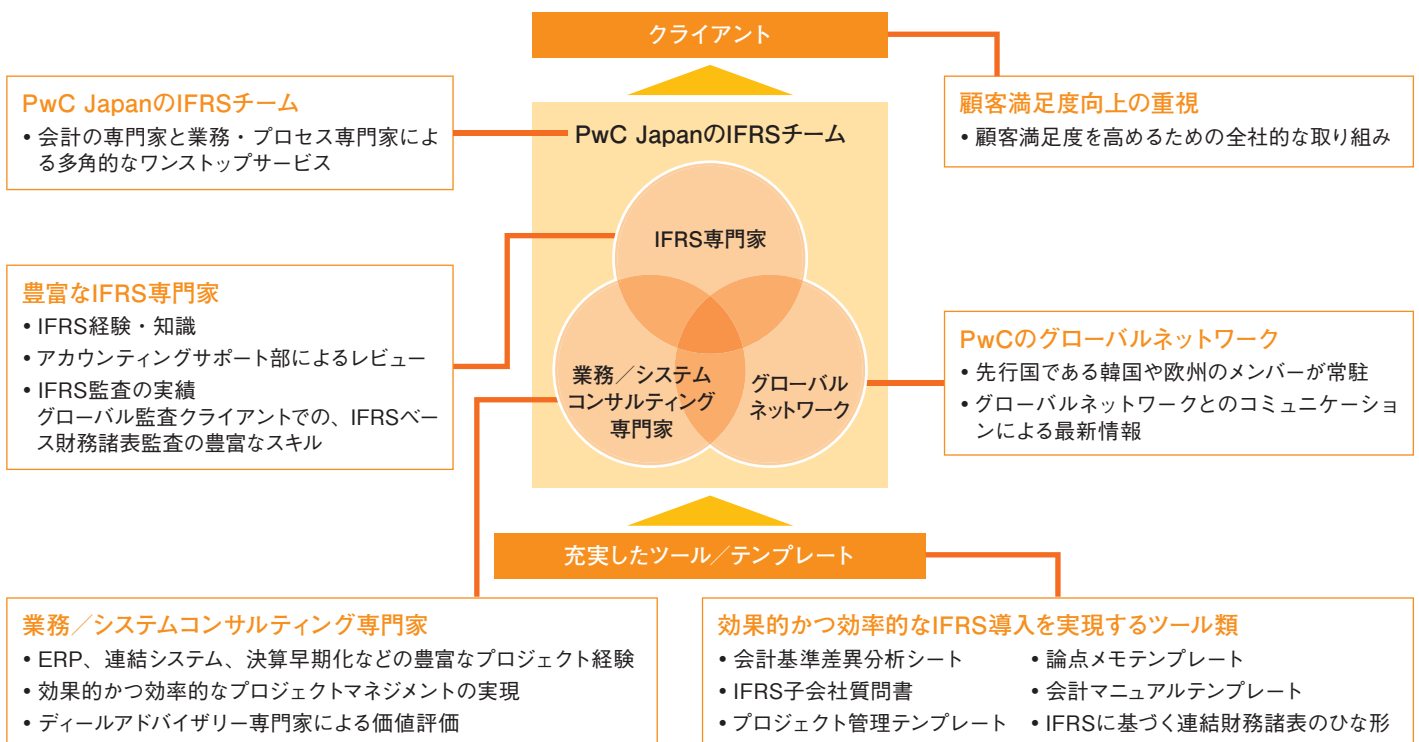 クライアント
PwC JapanのIFRSチーム
• 会計の専門家と業務・プロセス専門家によ
る多角的なワンストップサービス
顧客満足度向上の重視
• 顧客満足度を高めるための全社的な取り組み
PwC JapanのIFRSチーム
IFRS専門家
業務／システム
コンサルティング
専門家
グローバル
ネットワーク
豊富なIFRS専門家
• IFRS経験・知識
• アカウンティングサポート部によるレビュー
• IFRS監査の実績
グローバル監査クライアントでの、IFRSベー
ス財務諸表監査の豊富なスキル
PwCのグローバルネットワーク
• 先行国である韓国や欧州のメンバーが常駐
• グローバルネットワークとのコミュニケーショ
ンによる最新情報
充実したツール／テンプレート
業務／システムコンサルティング専門家
• ERP、連結システム、決算早期化などの豊富なプロジェクト経験
• 効果的かつ効率的なプロジェクトマネジメントの実現
• ディールアドバイザリー専門家による価値評価
効果的かつ効率的なIFRS導入を実現するツール類
• 会計基準差異分析シート
• IFRS子会社質問書
• プロジェクト管理テンプレート
• 論点メモテンプレート
• 会計マニュアルテンプレート
• IFRSに基づく連結財務諸表のひな形